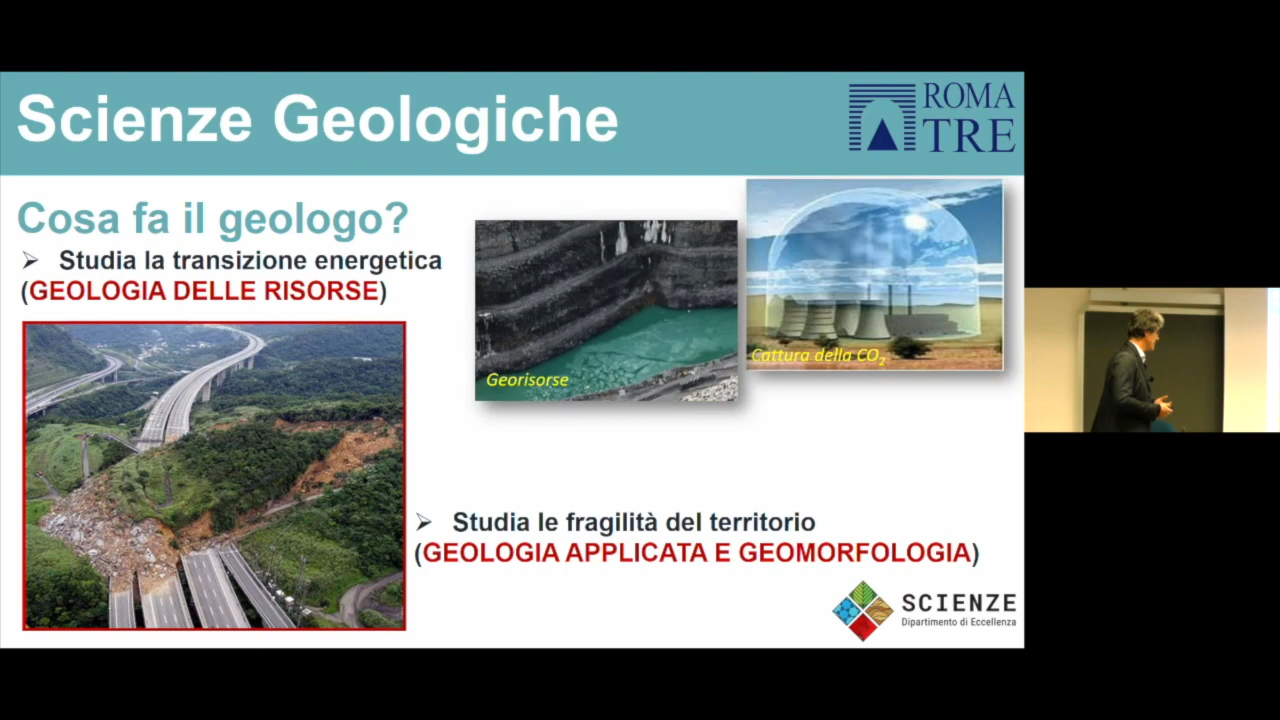 Scienze Geologiche
ROMA
TRE
Cosa fa il geologo?
➢ Studia la transizione energetica
(GEOLOGIA DELLE RISORSE)
Georisorse
Cattura della CO₂
➢ Studia le fragilità del territorio
(GEOLOGIA APPLICATA E GEOMORFOLOGIA)
SCIENZE
Dipartimento di Eccellenza